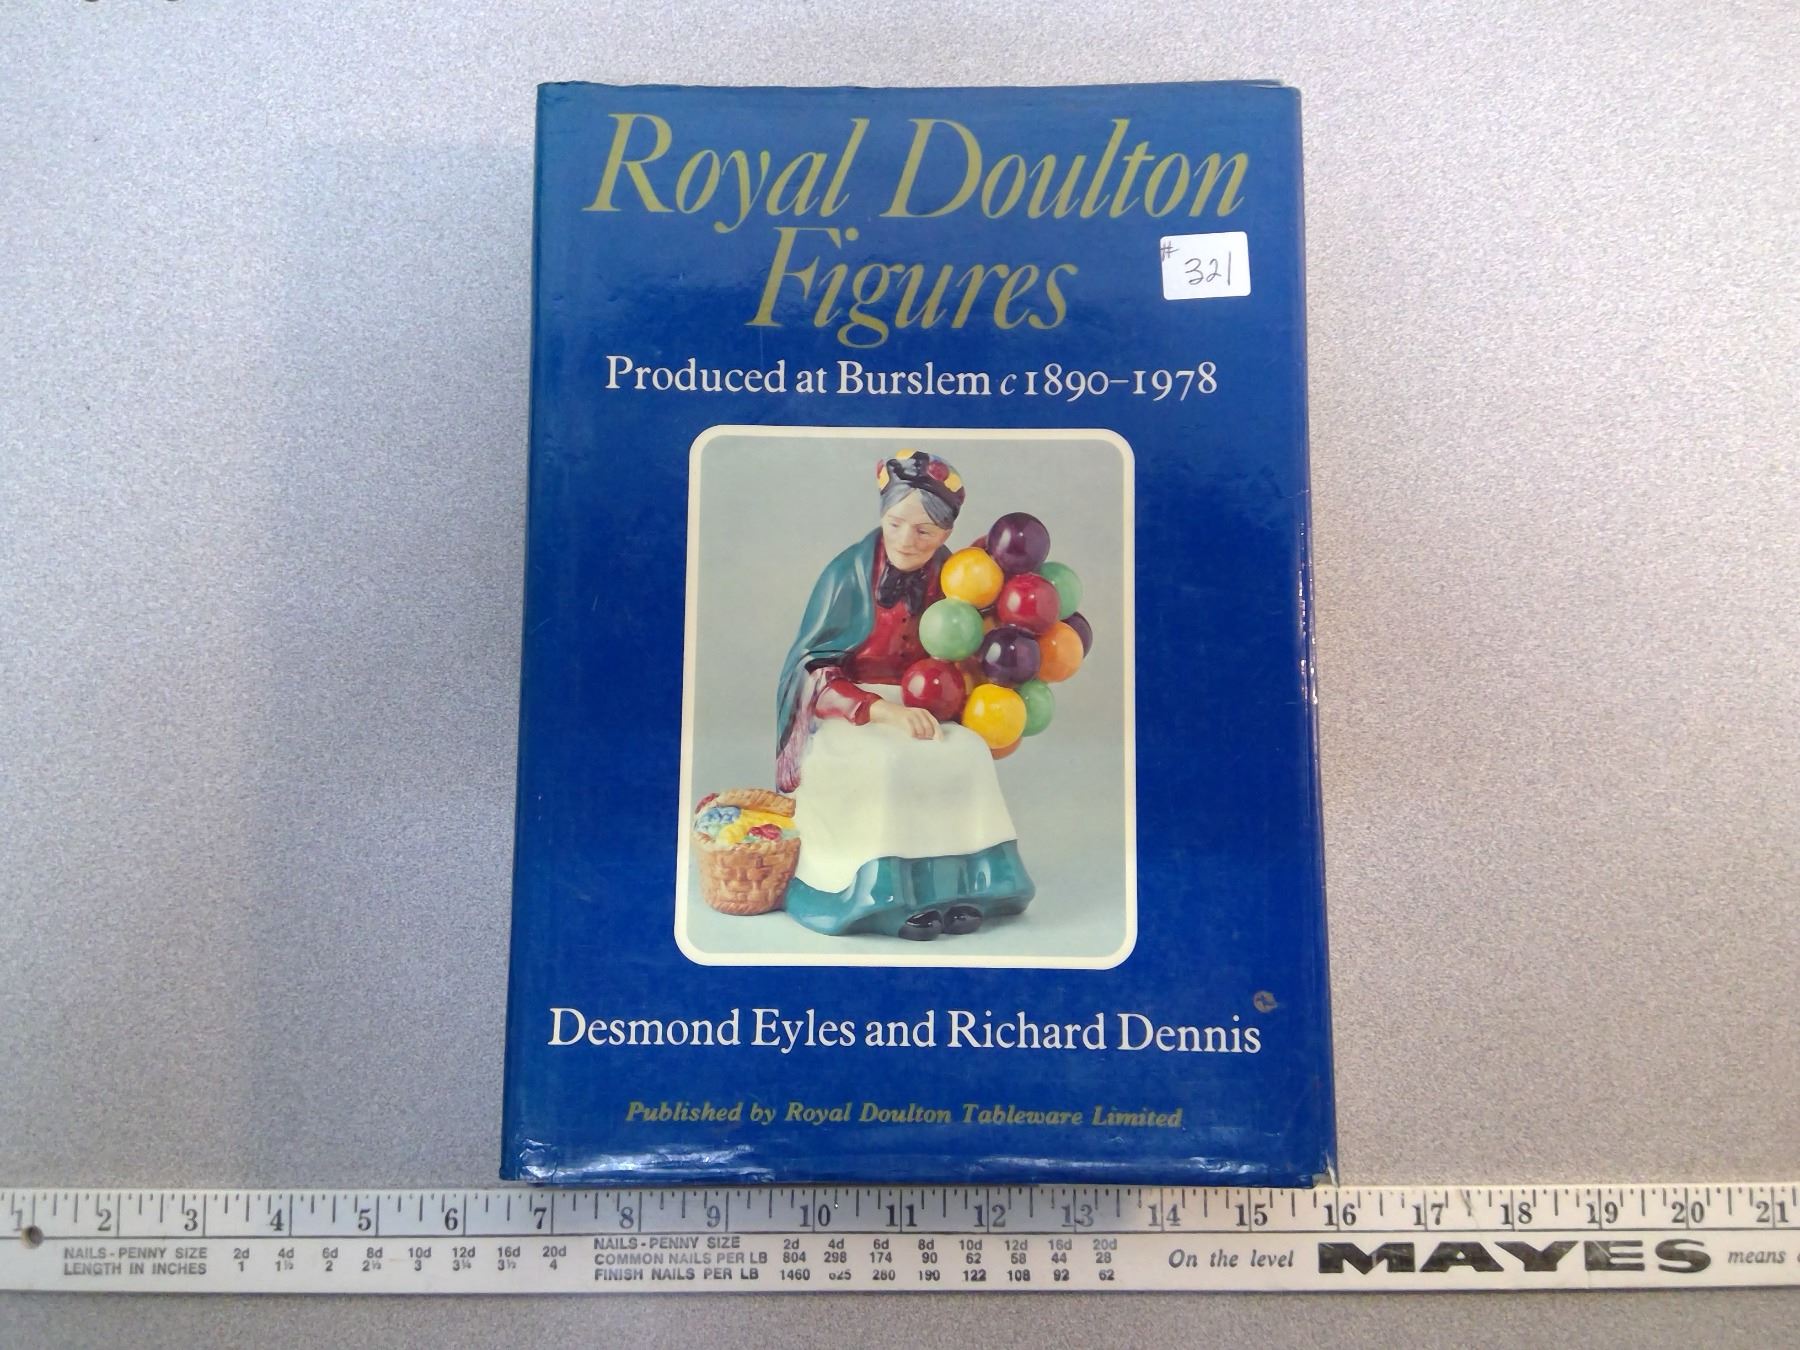 Royal Doulton
Figures
# 321
Produced at Burslem c 1890–1978
Desmond Eyles and Richard Dennis
Published by Royal Doulton Tableware Limited
1 2 3 4 5 6 7 8 9 10 11 12 13 14 15 16 17 18 19 20 21
NAILS - PENNY SIZE 2d 4d 6d 8d 10d 12d 16d 20d
LENGTH IN INCHES 1 1½ 2 2½ 3 3¼ 3½ 4
NAILS - PENNY SIZE 2d 4d 6d 8d 10d 12d 16d 20d
COMMON NAILS PER LB 804 298 174 90 62 58 44 28
FINISH NAILS PER LB 1460 625 280 190 122 108 92 62
On the level MAYES means